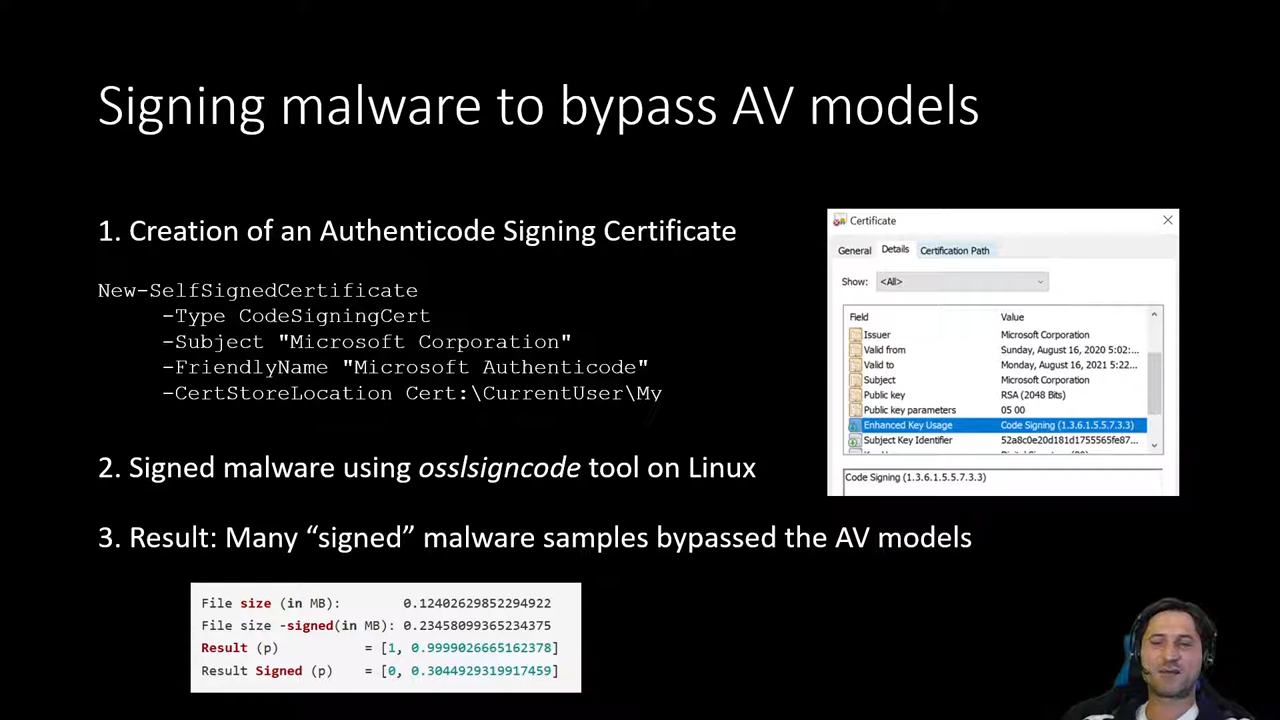 Signing malware to bypass AV models
1. Creation of an Authenticode Signing Certificate
New-SelfSignedCertificate
-Type CodeSigningCert
-Subject "Microsoft Corporation"
-FriendlyName "Microsoft Authenticode"
-CertStoreLocation Cert:\CurrentUser\My
2. Signed malware using osslsigncode tool on Linux
3. Result: Many “signed” malware samples bypassed the AV models
File size (in MB): 0.12402629852294922
File size -signed(in MB): 0.23458099365234375
Result (p) = [1, 0.9999026665162378]
Result Signed (p) = [0, 0.3044929319917459]
Certificate
General Details Certification Path
Show: <All>
Field Value
Issuer Microsoft Corporation
Valid from Sunday, August 16, 2020 5:02:...
Valid to Monday, August 16, 2021 5:22...
Subject Microsoft Corporation
Public key RSA (2048 Bits)
Public key parameters 05 00
Enhanced Key Usage Code Signing (1.3.6.1.5.5.7.3.3)
Subject Key Identifier 52a8c0e20d181d1755565fe87...
Code Signing (1.3.6.1.5.5.7.3.3)